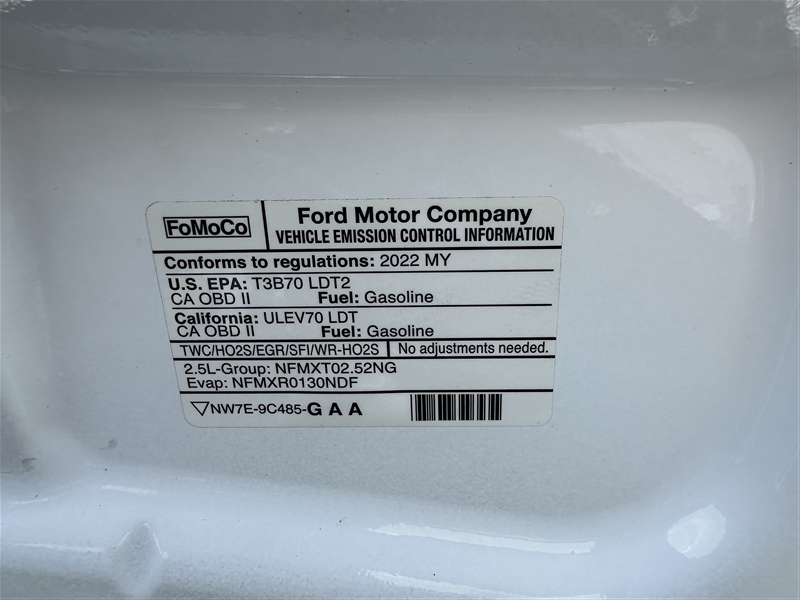 FoMoCo
Ford Motor Company
VEHICLE EMISSION CONTROL INFORMATION
Conforms to regulations: 2022 MY
U.S. EPA: T3B70 LDT2
CA OBD II Fuel: Gasoline
California: ULEV70 LDT
CA OBD II Fuel: Gasoline
TWC/HO2S/EGR/SFI/WR-HO2S No adjustments needed.
2.5L-Group: NFMXT02.52NG
Evap: NFMXR0130NDF
NW7E-9C485-GAA